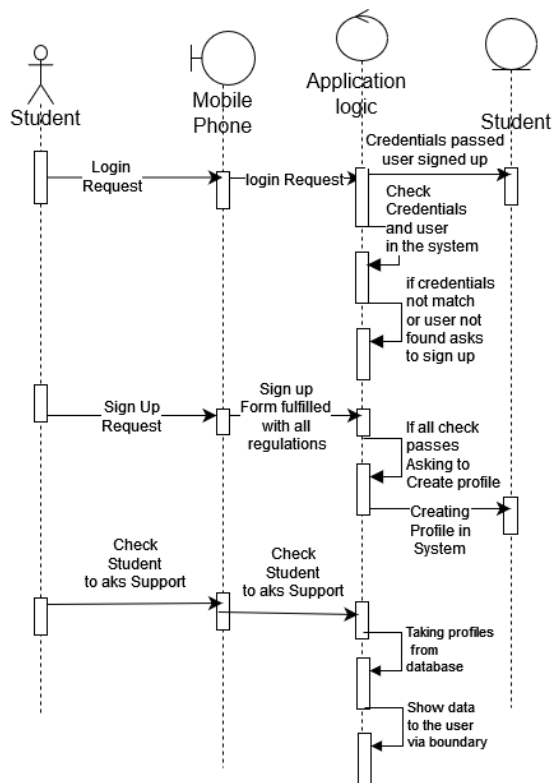 Student
Mobile
Phone
Application
logic
Student
Login
Request
login Request
Credentials passed
user signed up
Check
Credentials
and user
in the system
if credentials
not match
or user not
found asks
to sign up
Sign Up
Request
Sign up
Form fulfilled
with all
regulations
If all check
passes
Asking to
Create profile
Creating
Profile in
System
Check
Student
to aks Support
Check
Student
to aks Support
Taking profiles
from
database
Show data
to the user
via boundary